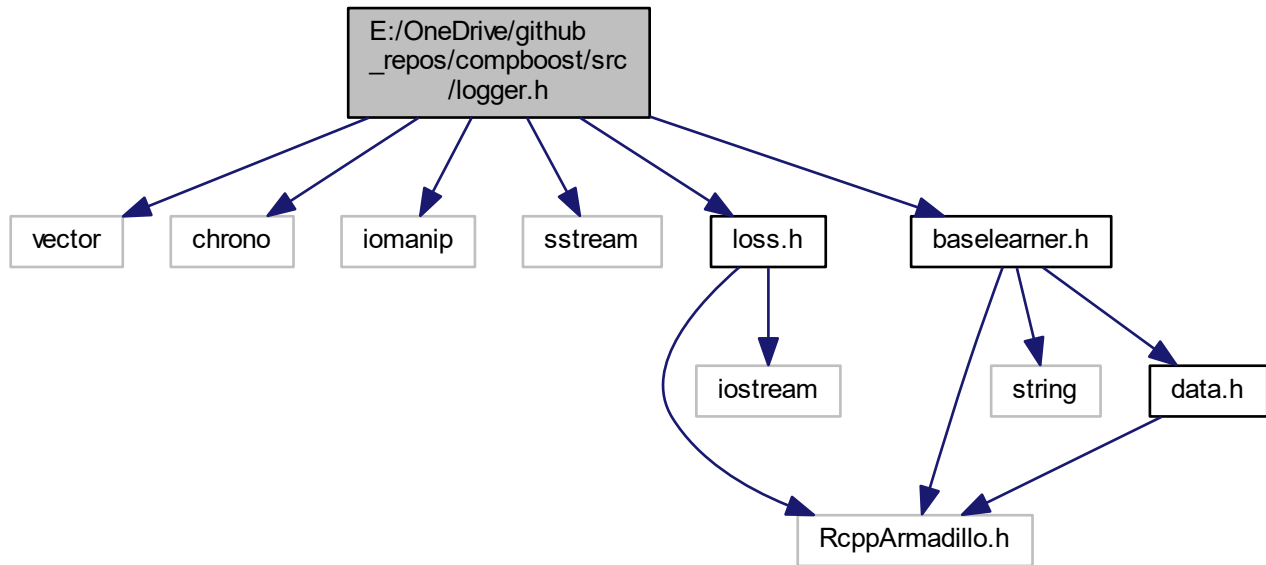 E:/OneDrive/github
_repos/compboost/src
/logger.h
vector
chrono
iomanip
sstream
loss.h
baselearner.h
iostream
string
data.h
RcppArmadillo.h